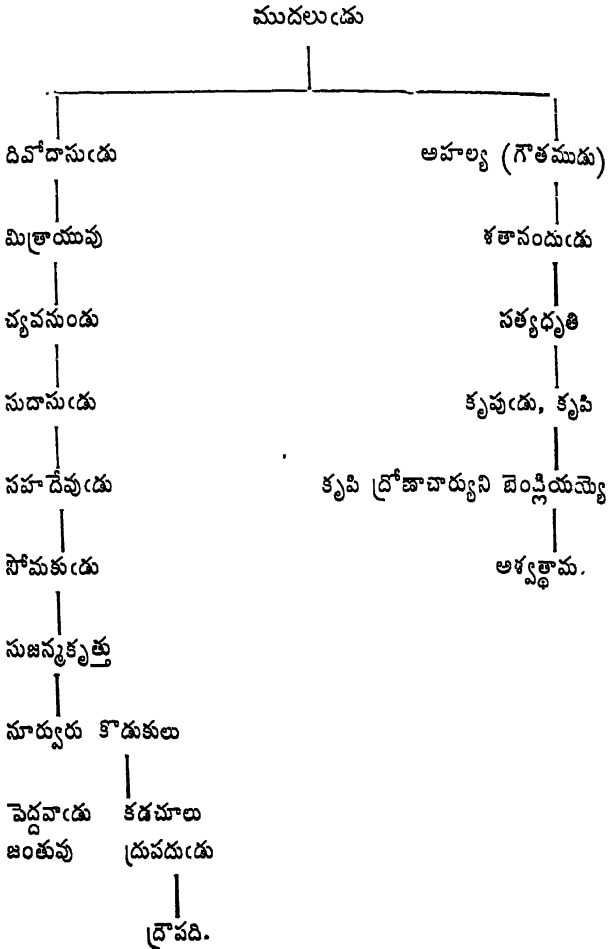 ముదలుఁడు
దివోదాసుఁడు    అహల్య (గౌతముడు)
మిత్రాయువు    శతానందుఁడు
చ్యవనుండు    సత్యధృతి
సుదాసుఁడు    కృపుఁడు, కృపి
సహదేవుఁడు    కృపి ద్రోణాచార్యుని బెండ్లియయ్యె
సోమకుఁడు    అశ్వత్థామ.
సుజన్మకృత్తు
నూర్వురు కొడుకులు
పెద్దవాఁడు    కడచూలు
జంతువు    ద్రుపదుఁడు
ద్రౌపది.